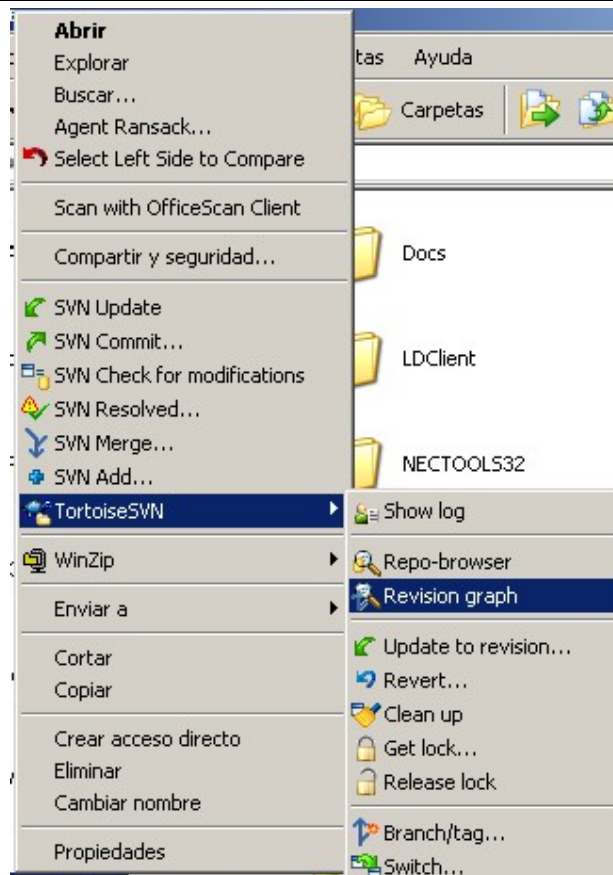 Abrir
Explorar
Buscar...
Agent Ransack...
Select Left Side to Compare
Scan with OfficeScan Client
Compartir y seguridad...
SVN Update
SVN Commit...
SVN Check for modifications
SVN Resolved...
SVN Merge...
SVN Add...
TortoiseSVN
WinZip
Enviar a
Cortar
Copiar
Crear acceso directo
Eliminar
Cambiar nombre
Propiedades
tas Ayuda
Carpetas
Docs
LDClient
NECTOOLS32
Show log
Repo-browser
Revision graph
Update to revision...
Revert...
Clean up
Get lock...
Release lock
Branch/tag...
Switch...